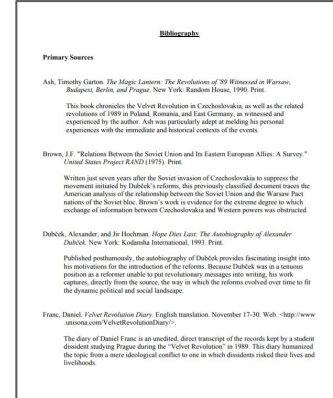 Bibliography
Primary Sources
Ash, Timothy Garton. The Magic Lantern: The Revolutions of '89 Witnessed in Warsaw,
Budapest, Berlin, and Prague. New York: Random House, 1990. Print.
This book chronicles the Velvet Revolution in Czechoslovakia, as well as the related
revolutions of 1989 in Poland, Romania, and East Germany, as witnessed and
experienced by the author. Ash was particularly adept at melding his personal
experiences with the immediate and historical contexts of the events.
Brown, J.F. "Relations Between the Soviet Union and Its Eastern European Allies: A Survey."
United States Project RAND (1975). Print.
Written just seven years after the Soviet invasion of Czechoslovakia to suppress the
movement initiated by Dubček's reforms, this previously classified document traces the
American analysis of the relationship between the Soviet Union and the Warsaw Pact
nations of the Soviet bloc. Brown's work is evidence for the extreme degree to which
exchange of information between Czechoslovakia and Western powers was obstructed.
Dubček, Alexander, and Jir Hochman. Hope Dies Last: The Autobiography of Alexander
Dubček. New York: Kodansha International, 1993. Print.
Published posthumously, the autobiography of Dubček provides fascinating insight into
his motivations for the introduction of the reforms. Because Dubček was in a tenuous
position as a reformer unable to put revolutionary messages into writing, his work
captures, directly from the source, the way in which the reforms evolved over time to fit
the dynamic political and social landscape.
Franc, Daniel. Velvet Revolution Diary. English translation. November 17-30. Web. <http://www
.unisona.com/VelvetRevolutionDiary/>.
The diary of Daniel Franc is an unedited, direct transcript of the records kept by a student
dissident studying Prague during the "Velvet Revolution" in 1989. This diary humanized
the topic from a mere ideological conflict to one in which dissidents risked their lives and
livelihoods.